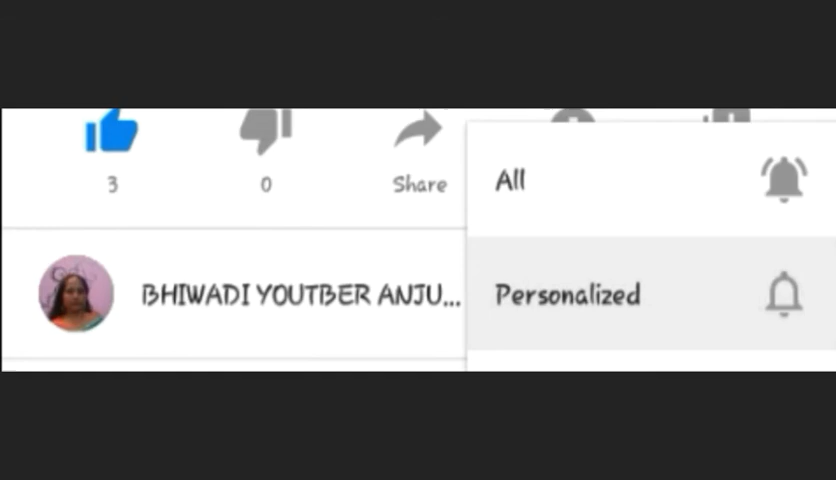 3
0
Share
All
BHIWADI YOUTBER ANJU...
Personalized